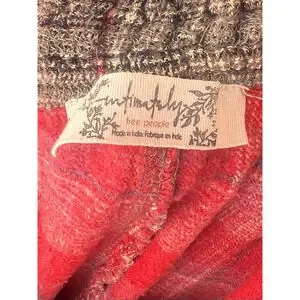 intimately
free people
Made in India. Fabriqué en Inde